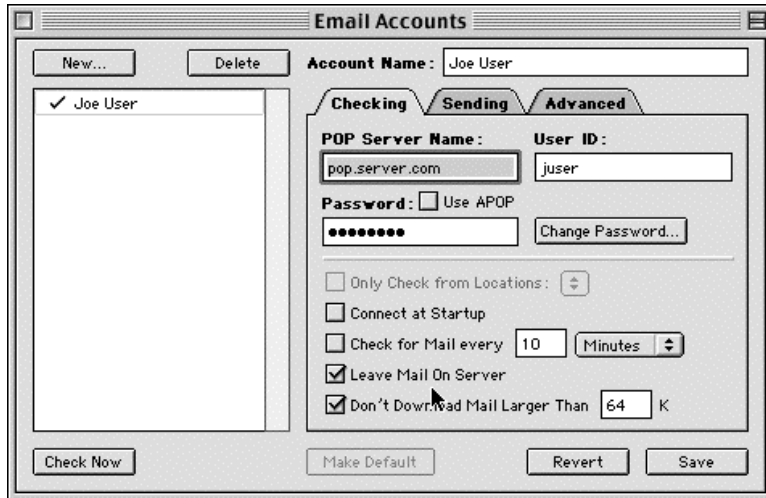 Email Accounts
New... Delete Account Name: Joe User
✓ Joe User
Checking Sending Advanced
POP Server Name: User ID:
pop.server.com juser
Password: Use APOP
●●●●●●●● Change Password...
Only Check from Locations:
Connect at Startup
Check for Mail every 10 Minutes
Leave Mail On Server
Don't Download Mail Larger Than 64 K
Check Now Make Default Revert Save